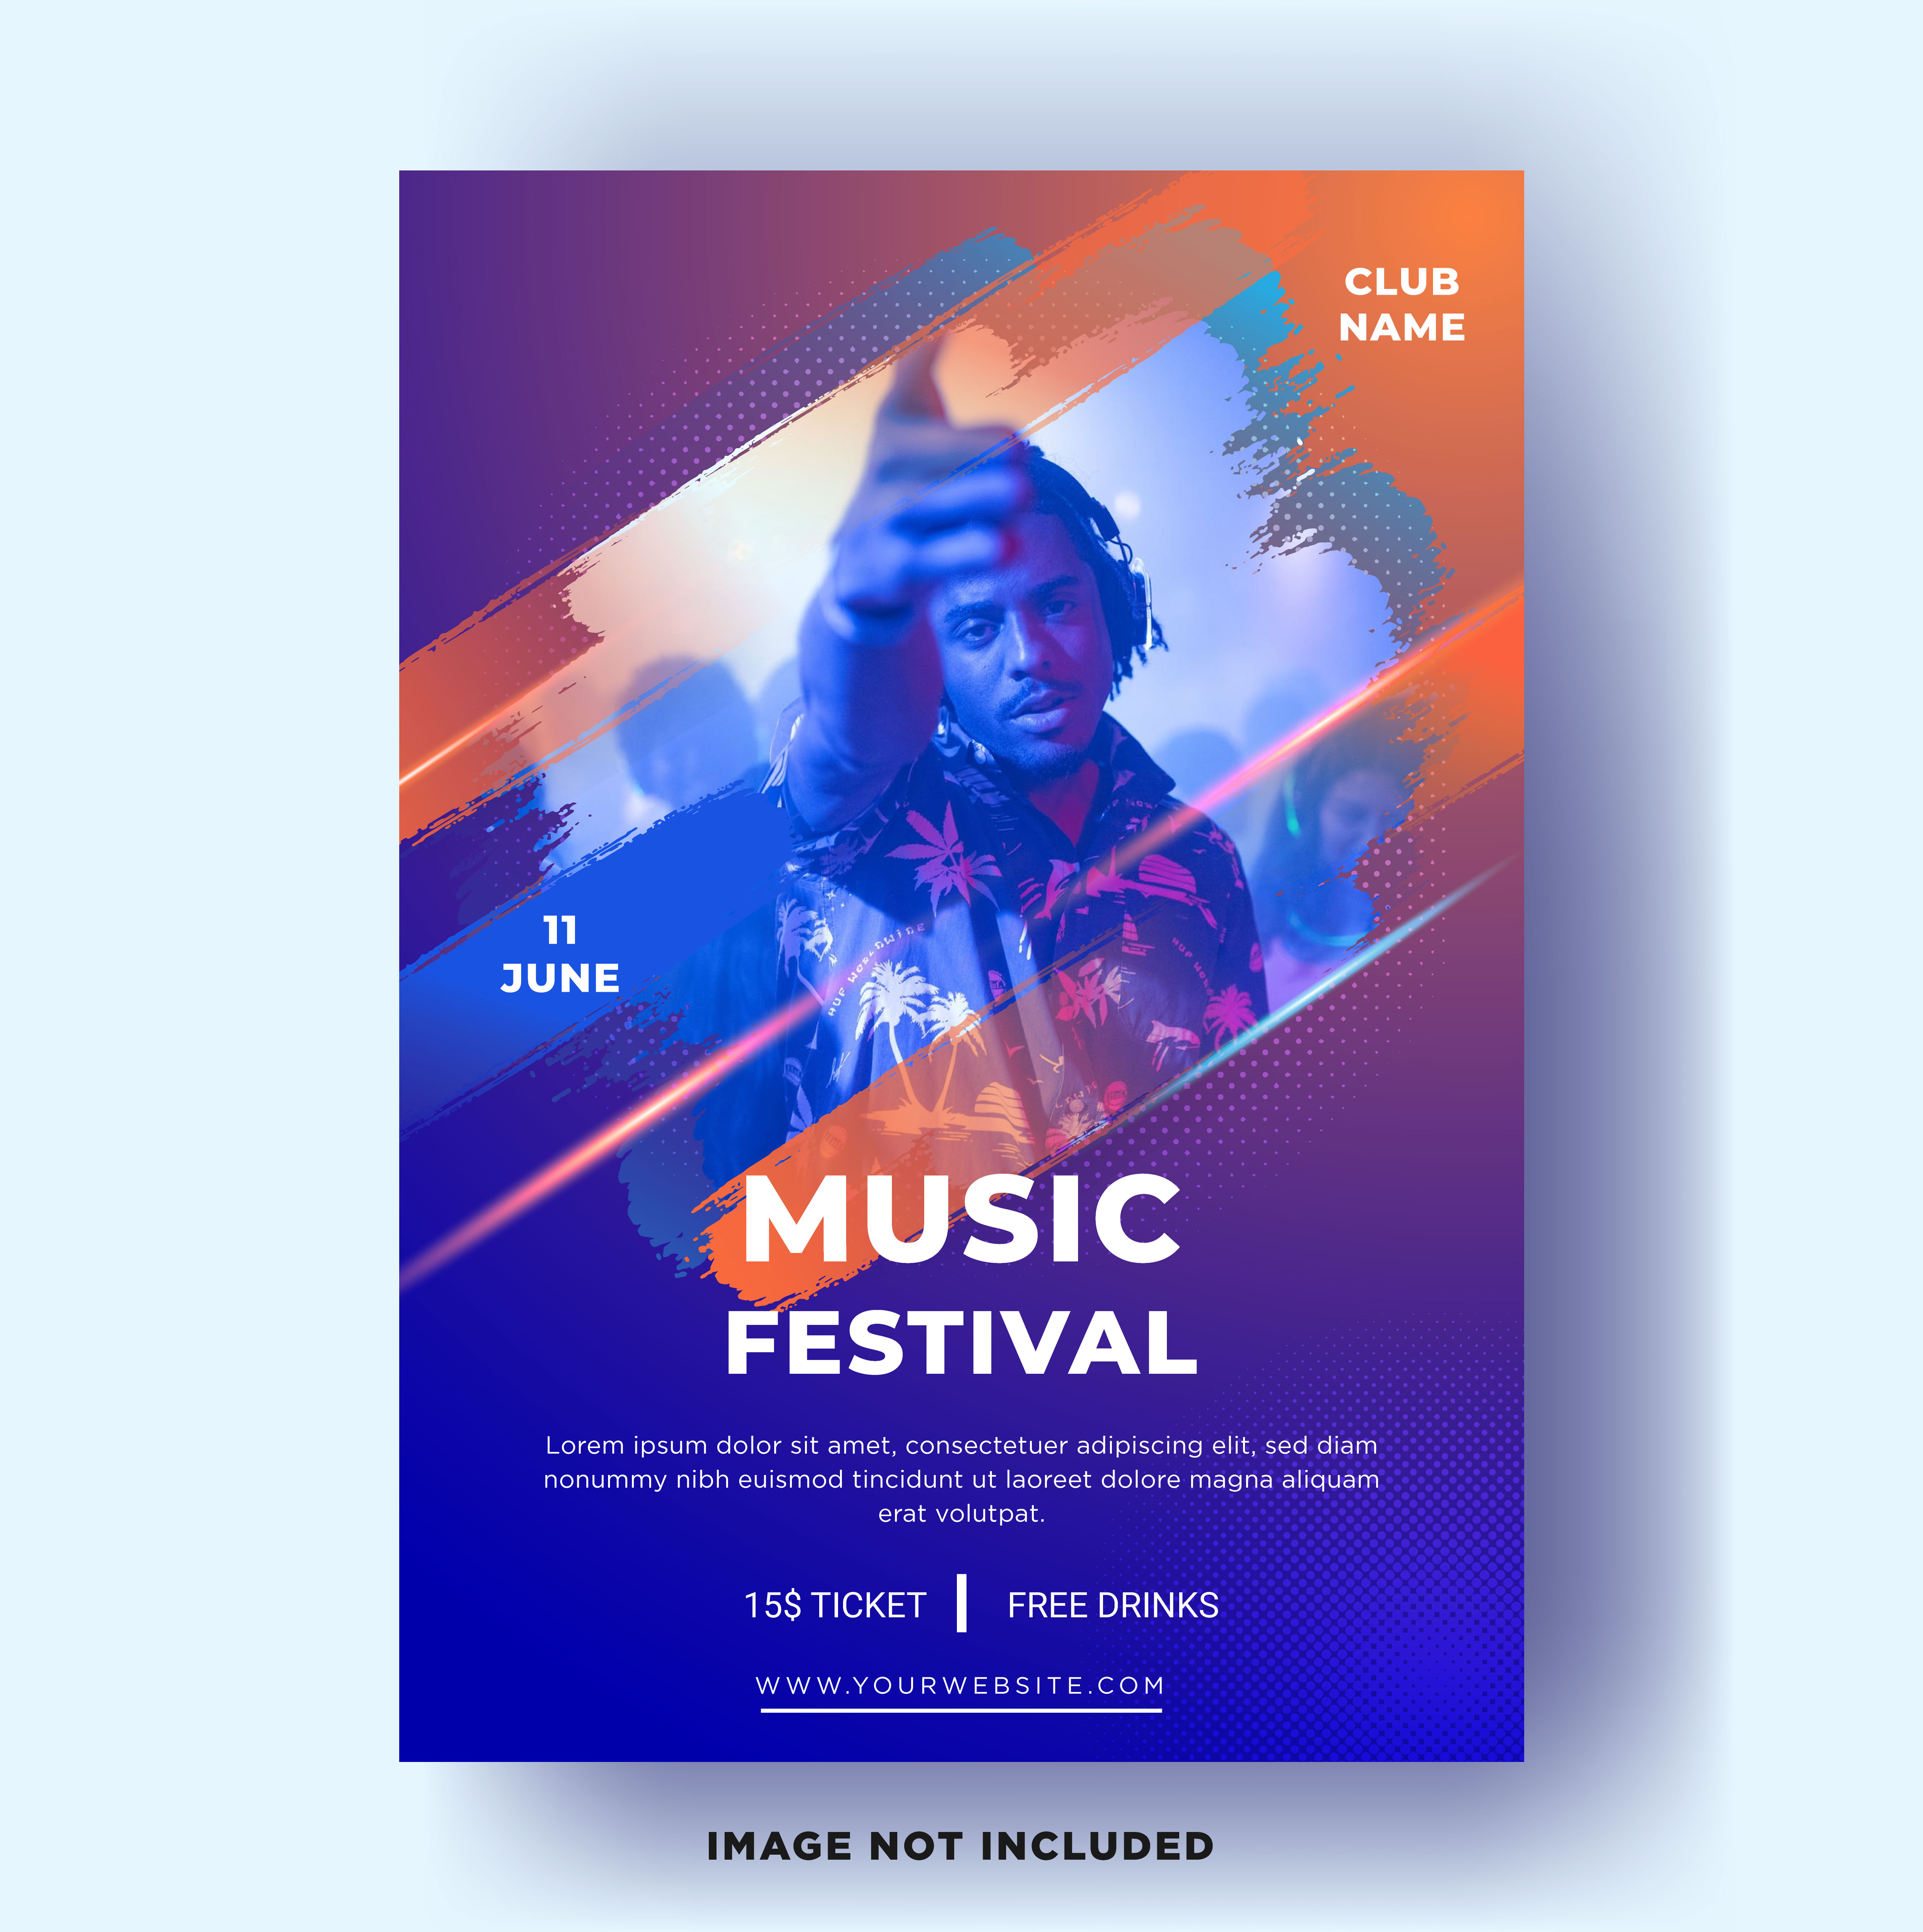 CLUB
NAME
11
JUNE
MUSIC
FESTIVAL
Lorem ipsum dolor sit amet, consectetuer adipiscing elit, sed diam
nonummy nibh euismod tincidunt ut laoreet dolore magna aliquam
erat volutpat.
15$ TICKET | FREE DRINKS
WWW.YOURWEBSITE.COM
IMAGE NOT INCLUDED